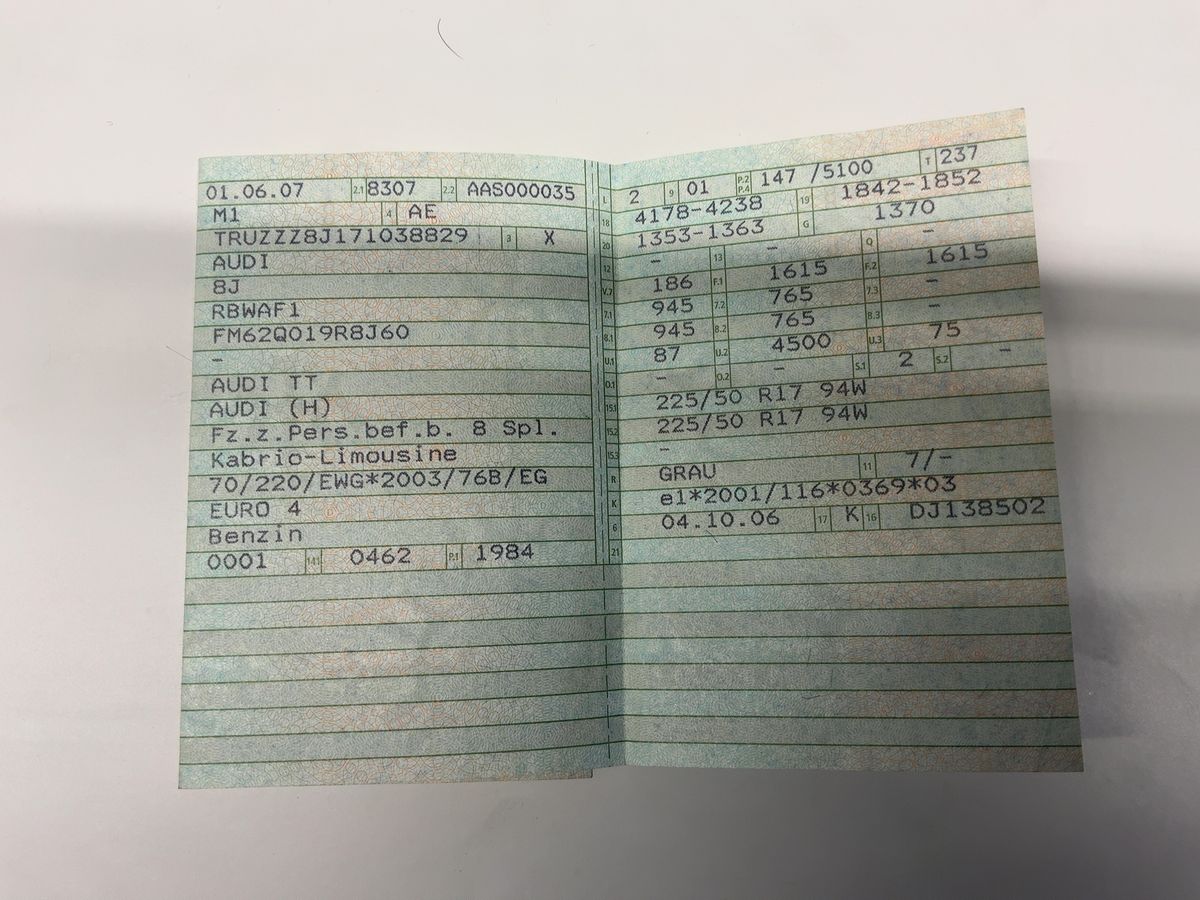 01.06.07 2.1 8307 2.2 AAS000035
M1 4 AE
TRUZZZ8J171038829 3 X
AUDI
8J
RBWAF1
FM62Q019R8J60
-
AUDI TT
AUDI (H)
Fz.z.Pers.bef.b. 8 Spl.
Kabrio-Limousine
70/220/EWG*2003/76B/EG
EURO 4
Benzin
0001 14.1 0462 P.1 1984
L 2 9 01 P.2 P.4 147 /5100 T 237
18 4178-4238 19 1842-1852
20 1353-1363 G 1370
12 - 13 - Q -
V.7 186 F.1 1615 F.2 1615
7.1 945 7.2 765 7.3 -
8.1 945 8.2 765 8.3 -
U.1 87 U.2 4500 U.3 75
O.1 - O.2 - S.1 2 S.2 -
15.1 225/50 R17 94W
15.2 225/50 R17 94W
15.3 -
R GRAU 11 7/-
K e1*2001/116*0369*03
6 04.10.06 17 K 16 DJ138502
21